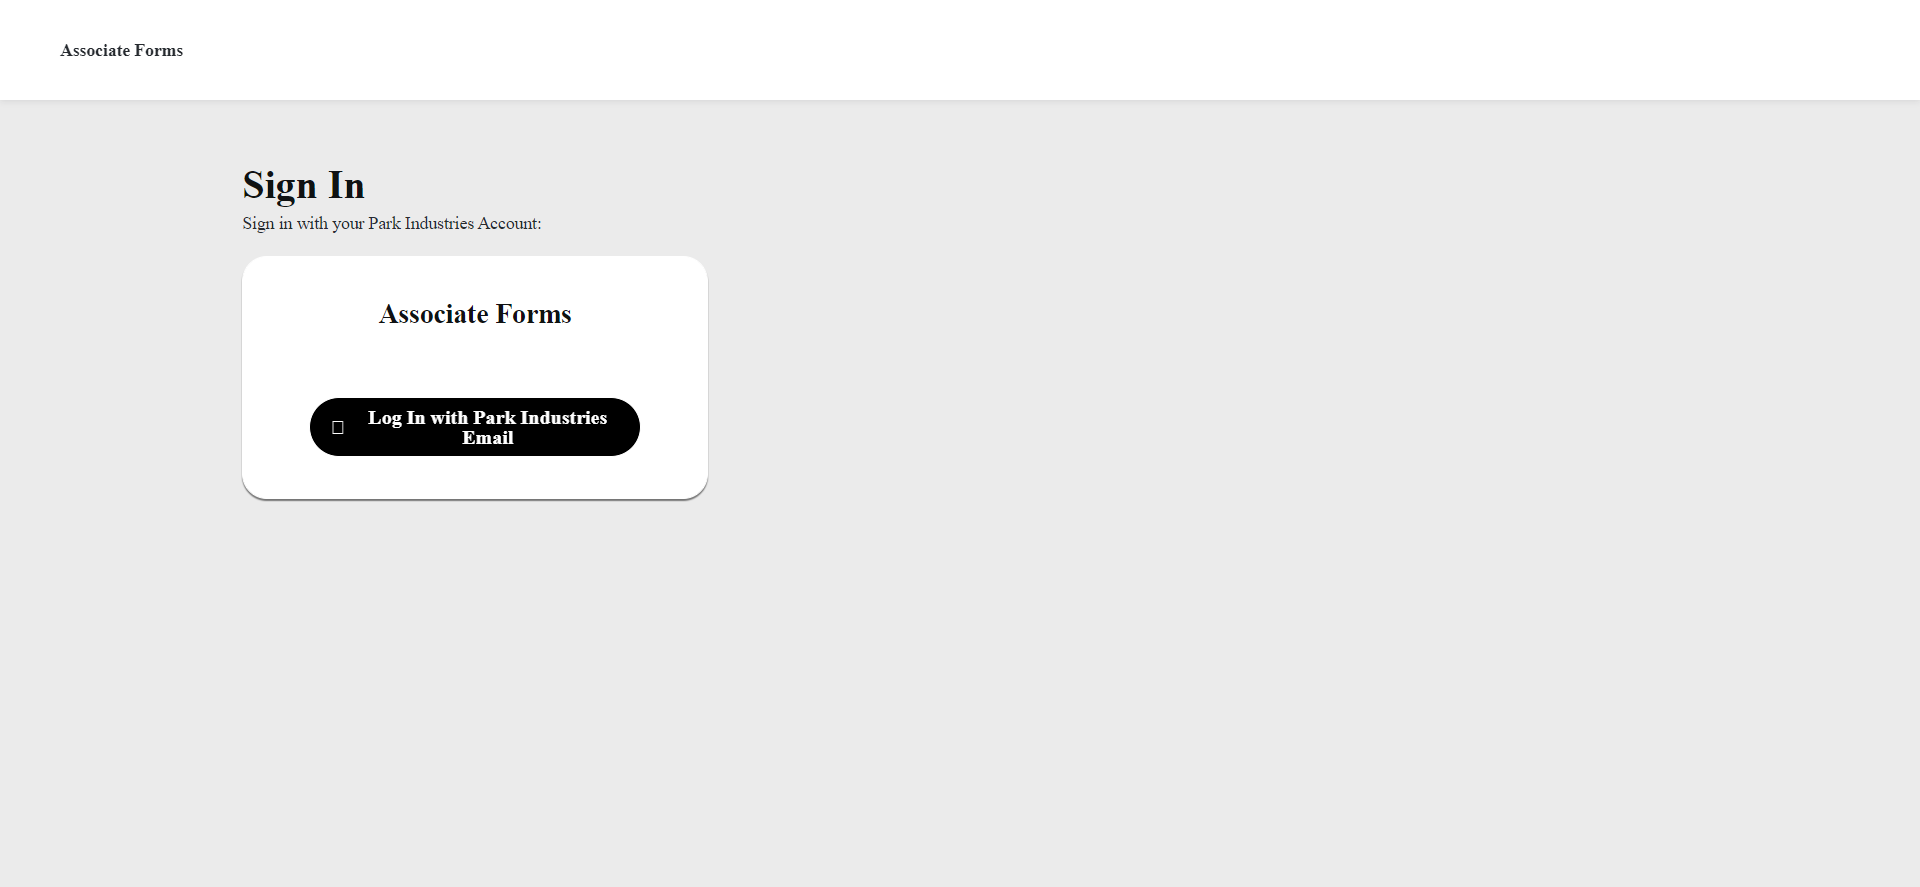 Associate Forms
Sign In
Sign in with your Park Industries Account:
Associate Forms
Log In with Park Industries
Email